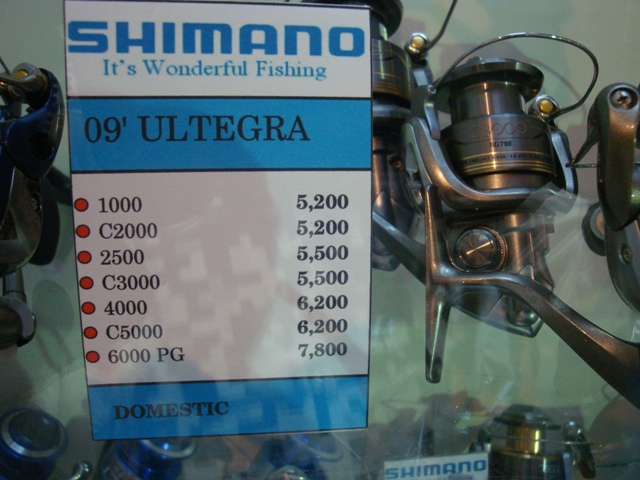 SHIMANO
It's Wonderful Fishing
09' ULTEGRA
1000 5,200
C2000 5,200
2500 5,500
C3000 5,500
4000 6,200
C5000 6,200
6000 PG 7,800
DOMESTIC
SHIMANO